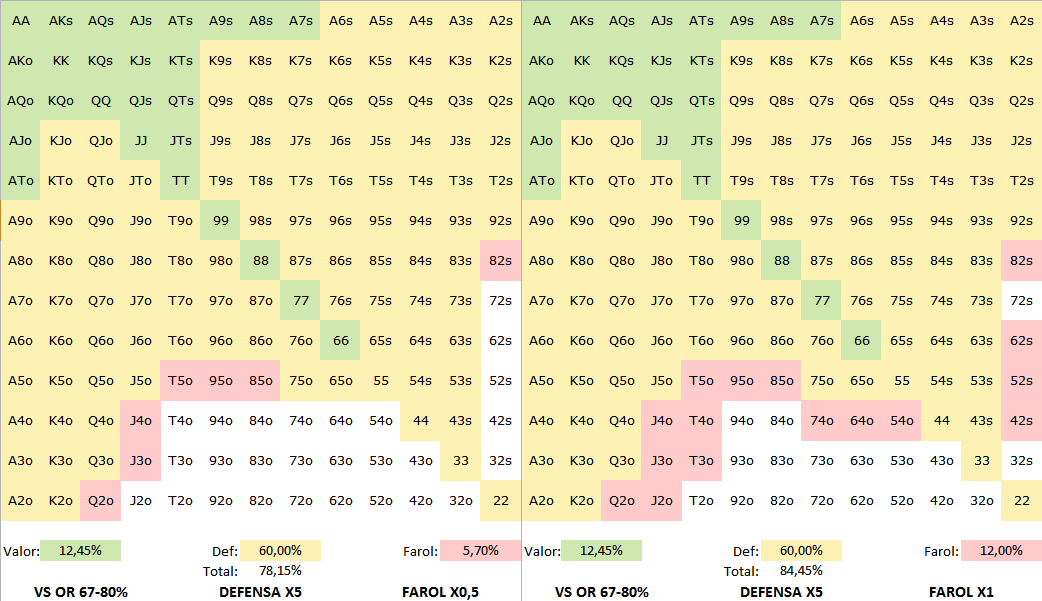 AA AKs AQs AJs ATs A9s A8s A7s A6s A5s A4s A3s A2s AA AKs AQs AJs ATs A9s A8s A7s A6s A5s A4s A3s A2s
AKo KK KQs KJs KTs K9s K8s K7s K6s K5s K4s K3s K2s AKo KK KQs KJs KTs K9s K8s K7s K6s K5s K4s K3s K2s
AQo KQo QQ QJs QTs Q9s Q8s Q7s Q6s Q5s Q4s Q3s Q2s AQo KQo QQ QJs QTs Q9s Q8s Q7s Q6s Q5s Q4s Q3s Q2s
AJo KJo QJo JJ JTs J9s J8s J7s J6s J5s J4s J3s J2s AJo KJo QJo JJ JTs J9s J8s J7s J6s J5s J4s J3s J2s
ATo KTo QTo JTo TT T9s T8s T7s T6s T5s T4s T3s T2s ATo KTo QTo JTo TT T9s T8s T7s T6s T5s T4s T3s T2s
A9o K9o Q9o J9o T9o 99 98s 97s 96s 95s 94s 93s 92s A9o K9o Q9o J9o T9o 99 98s 97s 96s 95s 94s 93s 92s
A8o K8o Q8o J8o T8o 98o 88 87s 86s 85s 84s 83s 82s A8o K8o Q8o J8o T8o 98o 88 87s 86s 85s 84s 83s 82s
A7o K7o Q7o J7o T7o 97o 87o 77 76s 75s 74s 73s 72s A7o K7o Q7o J7o T7o 97o 87o 77 76s 75s 74s 73s 72s
A6o K6o Q6o J6o T6o 96o 86o 76o 66 65s 64s 63s 62s A6o K6o Q6o J6o T6o 96o 86o 76o 66 65s 64s 63s 62s
A5o K5o Q5o J5o T5o 95o 85o 75o 65o 55 54s 53s 52s A5o K5o Q5o J5o T5o 95o 85o 75o 65o 55 54s 53s 52s
A4o K4o Q4o J4o T4o 94o 84o 74o 64o 54o 44 43s 42s A4o K4o Q4o J4o T4o 94o 84o 74o 64o 54o 44 43s 42s
A3o K3o Q3o J3o T3o 93o 83o 73o 63o 53o 43o 33 32s A3o K3o Q3o J3o T3o 93o 83o 73o 63o 53o 43o 33 32s
A2o K2o Q2o J2o T2o 92o 82o 72o 62o 52o 42o 32o 22 A2o K2o Q2o J2o T2o 92o 82o 72o 62o 52o 42o 32o 22
Valor: 12,45% Def: 60,00% Farol: 5,70% Valor: 12,45% Def: 60,00% Farol: 12,00%
Total: 78,15% Total: 84,45%
VS OR 67-80% DEFENSA X5 FAROL X0,5 VS OR 67-80% DEFENSA X5 FAROL X1